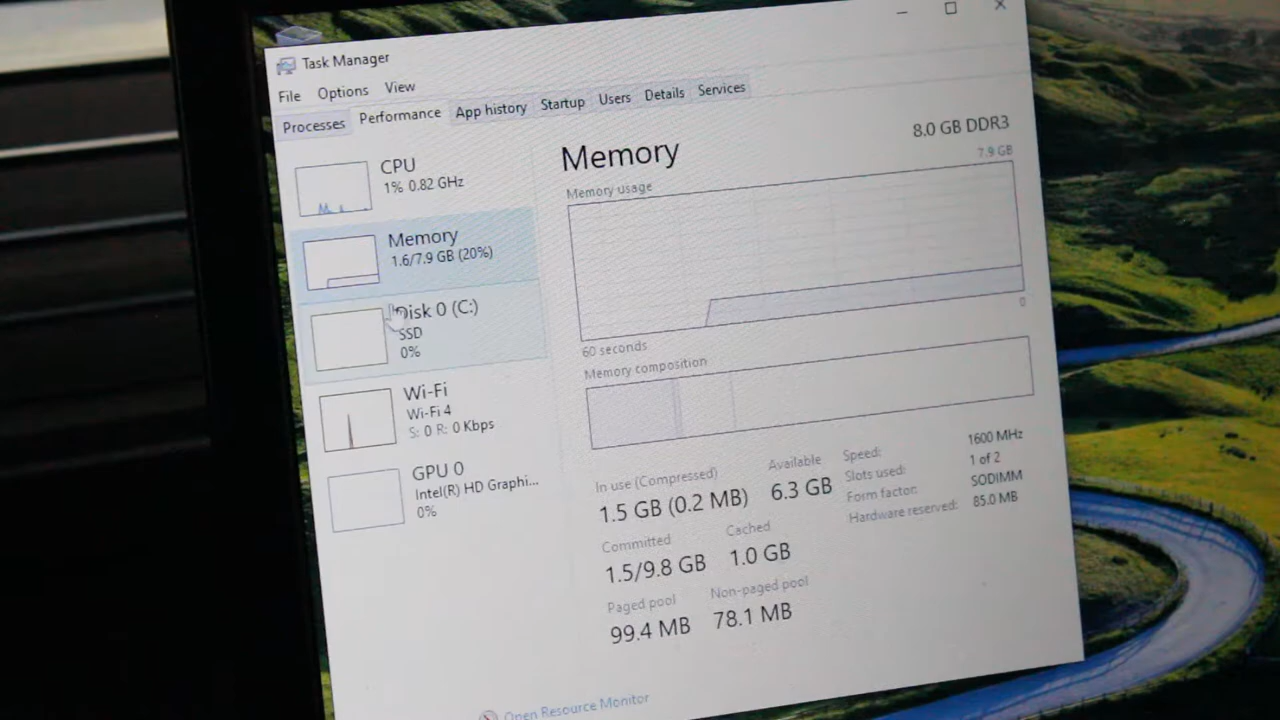 Task Manager
File Options View
Processes Performance App history Startup Users Details Services
CPU
1% 0.82 GHz
Memory
1.6/7.9 GB (20%)
Disk 0 (C:)
SSD
0%
Wi-Fi
Wi-Fi 4
S: 0 R: 0 Kbps
GPU 0
Intel(R) HD Graphi...
0%
Memory
8.0 GB DDR3
Memory usage
7.9 GB
60 seconds
0
Memory composition
In use (Compressed)
1.5 GB (0.2 MB)
Available
6.3 GB
Committed
1.5/9.8 GB
Cached
1.0 GB
Paged pool
99.4 MB
Non-paged pool
78.1 MB
Speed: 1600 MHz
Slots used: 1 of 2
Form factor: SODIMM
Hardware reserved: 85.0 MB
Open Resource Monitor